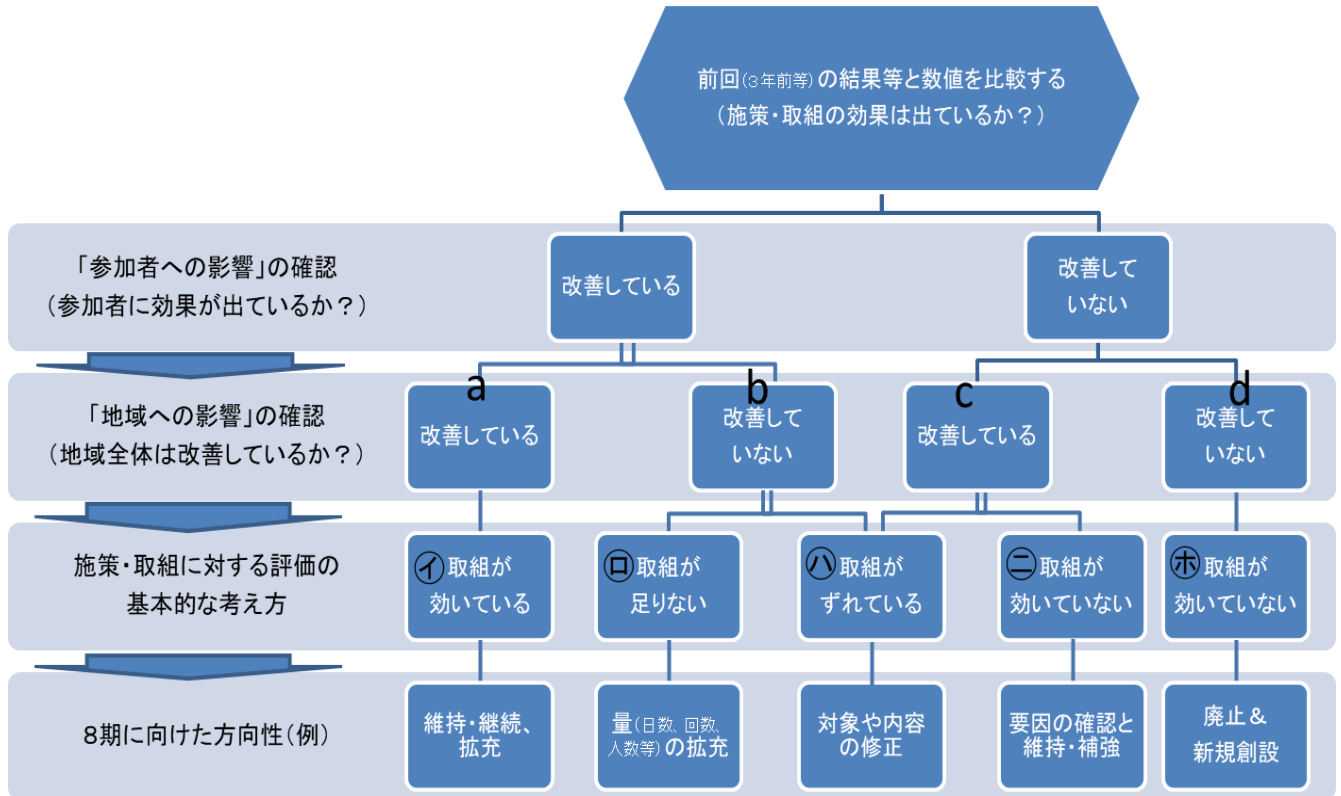 前回(3年前等)の結果等と数値を比較する
(施策・取組の効果は出ているか?)
「参加者への影響」の確認
(参加者に効果が出ているか?)
改善している
改善して
いない
「地域への影響」の確認
(地域全体は改善しているか?)
a
改善している
b
改善して
いない
c
改善している
d
改善して
いない
施策・取組に対する評価の
基本的な考え方
㋑取組が
効いている
㋺取組が
足りない
㋩取組が
ずれている
㋥取組が
効いていない
㋭取組が
効いていない
8期に向けた方向性(例)
維持・継続、
拡充
量(日数、回数、
人数等)の拡充
対象や内容
の修正
要因の確認と
維持・補強
廃止&
新規創設